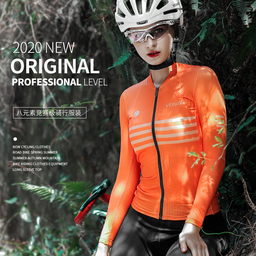 2020 NEW
ORIGINAL
PROFESSIONAL LEVEL
八元素竞赛级骑行服装
NEW CYCLING CLOTHES
ROAD BIKE SPRING SUMMER
SUMMER AUTUMN MOUNTAIN
BIKE RIDING CLOTHES EQUIPMENT
LONG SLEEVE TOP